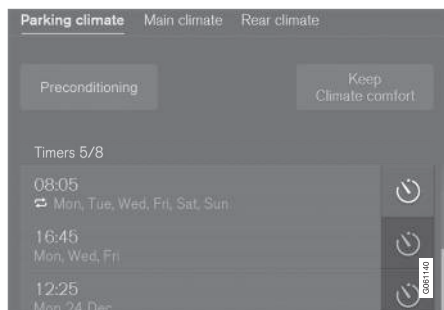 Parking climate Main climate Rear climate
Preconditioning
Keep
Climate comfort
Timers 5/8
08:05
Mon, Tue, Wed, Fri, Sat, Sun
16:45
Mon, Wed, Fri
12:25
Mon 24 Dec
G061140